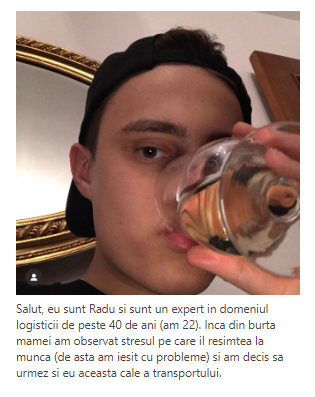 Salut, eu sunt Radu si sunt un expert in domeniul
logisticii de peste 40 de ani (am 22). Inca din burta
mamei am observat stresul pe care il resimtea la
munca (de asta am iesit cu probleme) si am decis sa
urmez si eu aceasta cale a transportului.